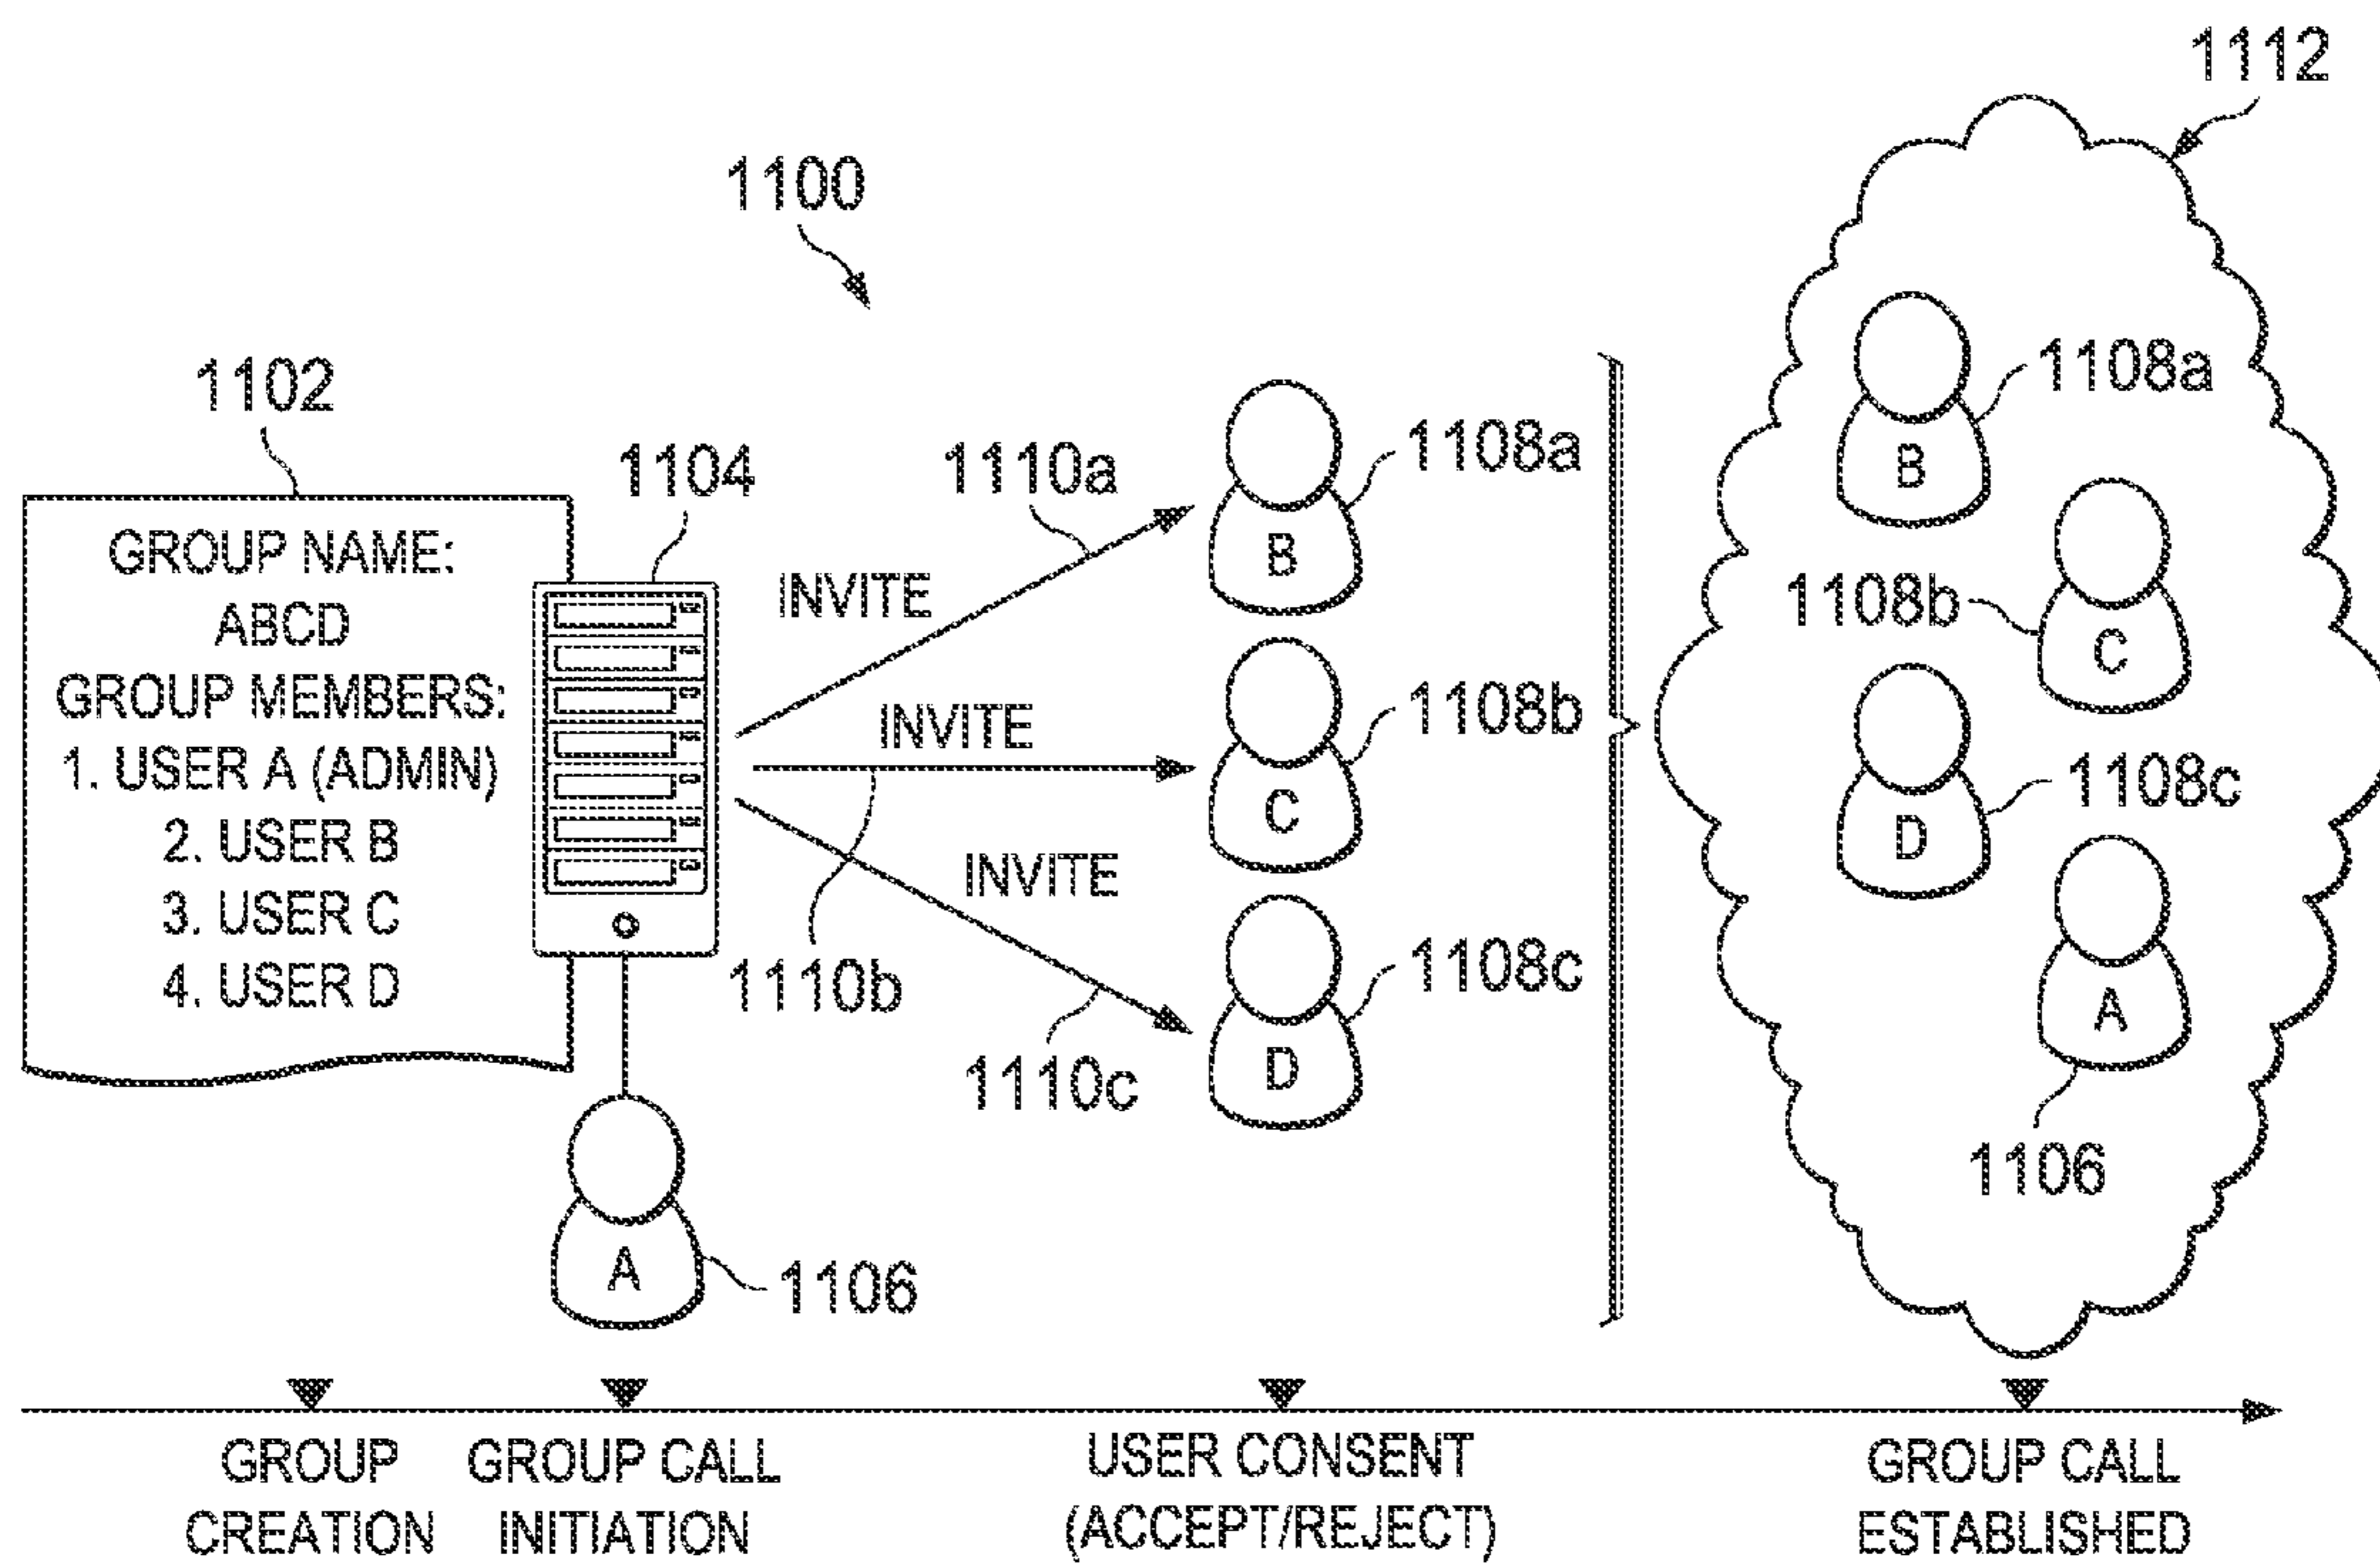 1112
1100
1102
1104
1110a
1108a
1108a
B
B
GROUP NAME:
ABCD
GROUP MEMBERS:
1. USER A (ADMIN)
2. USER B
3. USER C
4. USER D
INVITE
INVITE
INVITE
1108b
C
1108b
C
1110b
1110c
1108c
D
1108c
D
A
1106
A
1106
GROUP
CREATION
GROUP CALL
INITIATION
USER CONSENT
(ACCEPT/REJECT)
GROUP CALL
ESTABLISHED